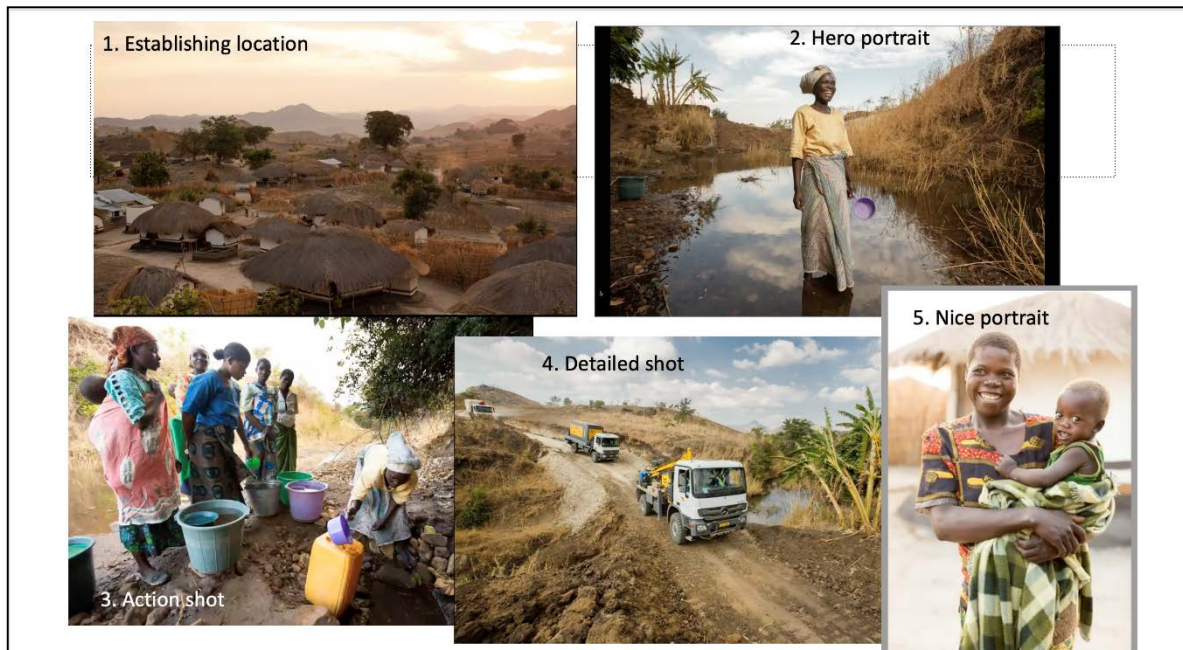 1. Establishing location
2. Hero portrait
3. Action shot
4. Detailed shot
5. Nice portrait